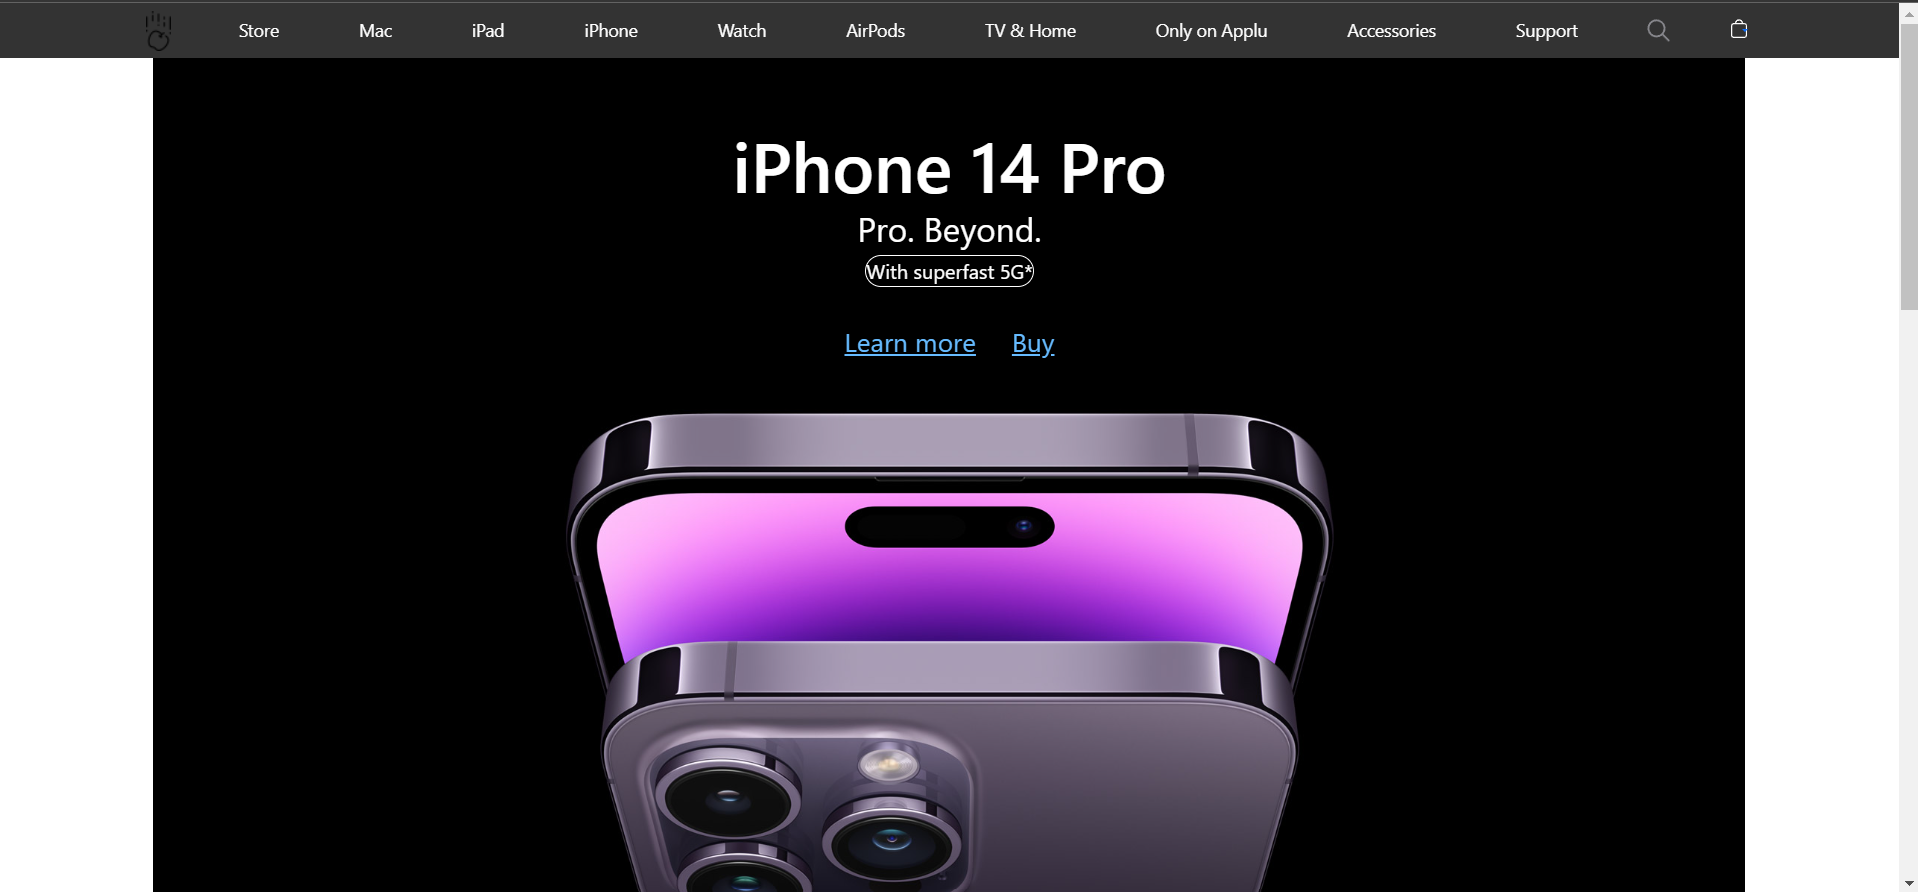 Store Mac iPad iPhone Watch AirPods TV & Home Only on Applu Accessories Support
iPhone 14 Pro
Pro. Beyond.
With superfast 5G*
Learn more Buy